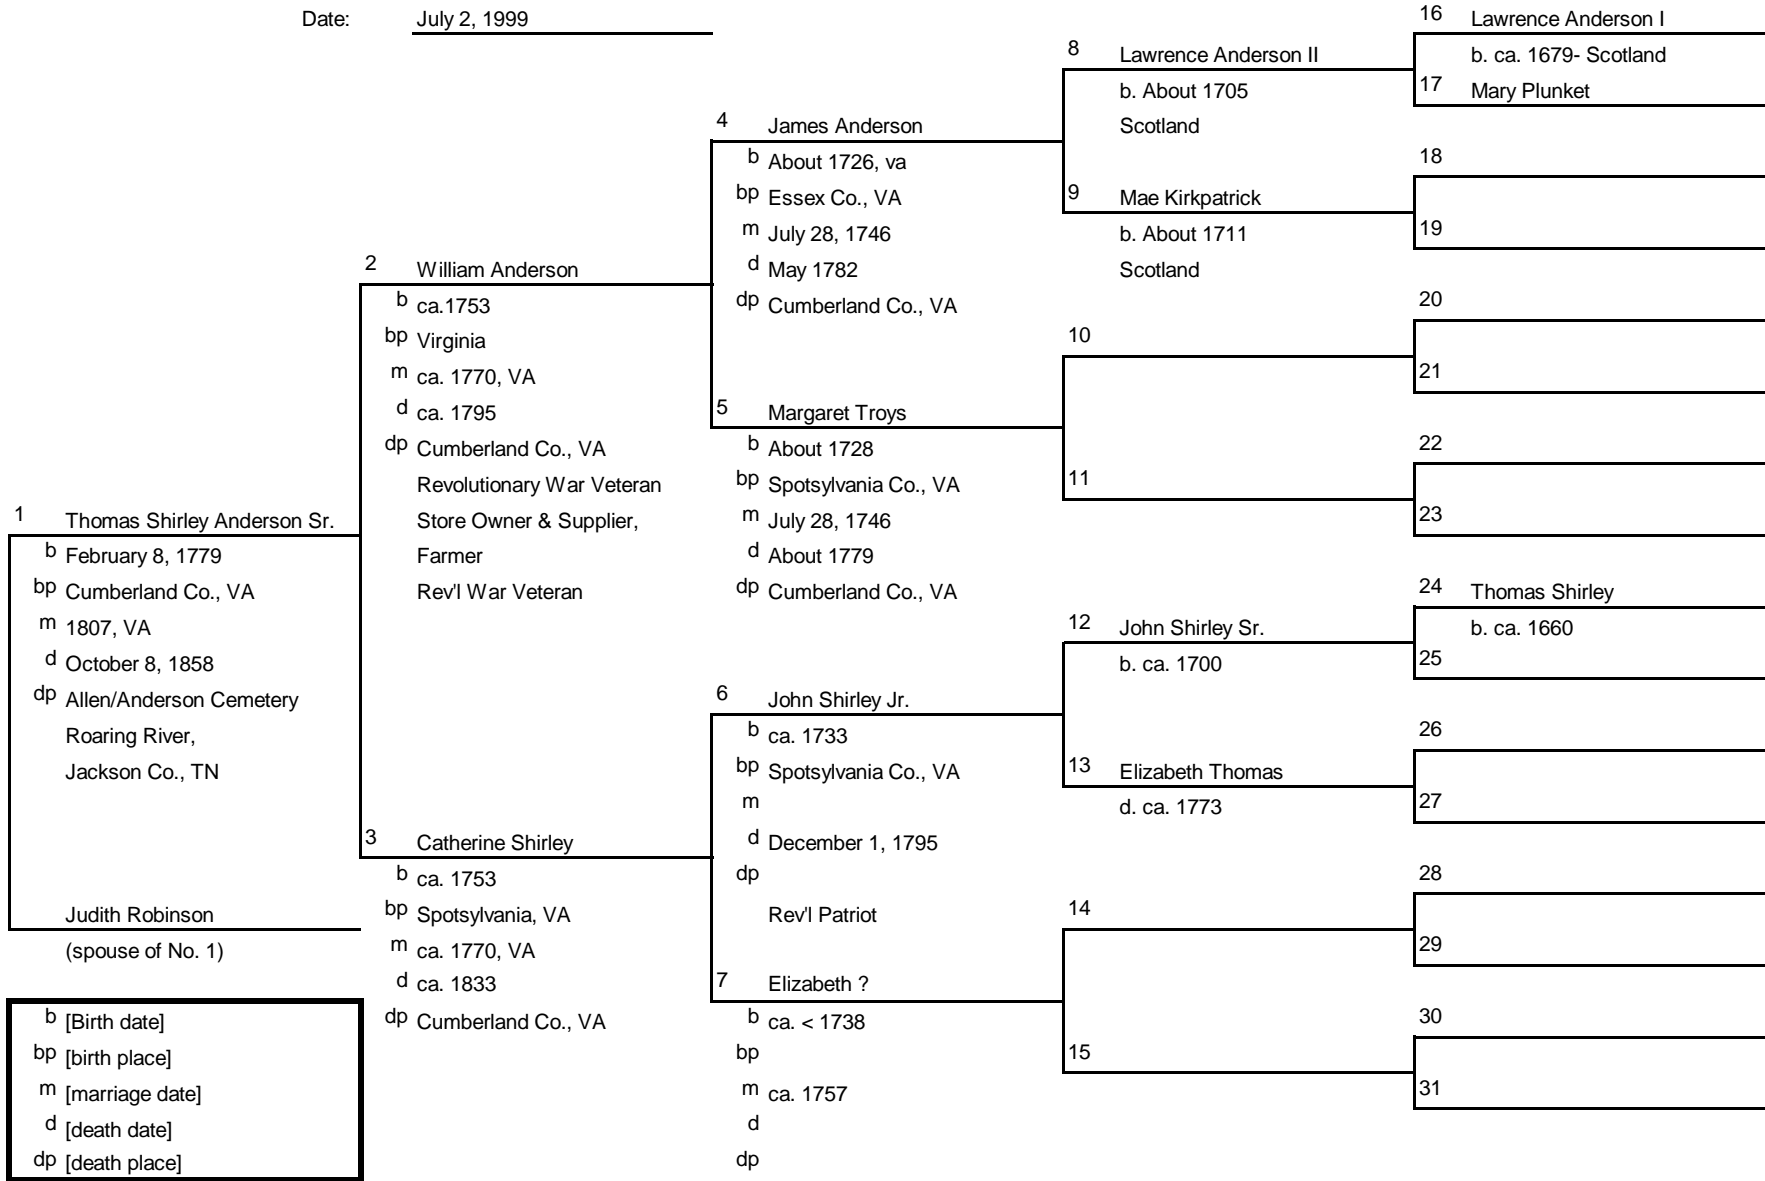 Date: July 2, 1999
1 Thomas Shirley Anderson Sr.
b February 8, 1779
bp Cumberland Co., VA
m 1807, VA
d October 8, 1858
dp Allen/Anderson Cemetery
Roaring River,
Jackson Co., TN
Judith Robinson
(spouse of No. 1)
b [Birth date]
bp [birth place]
m [marriage date]
d [death date]
dp [death place]
2 William Anderson
b ca.1753
bp Virginia
m ca. 1770, VA
d ca. 1795
dp Cumberland Co., VA
Revolutionary War Veteran
Store Owner & Supplier,
Farmer
Rev'l War Veteran
3 Catherine Shirley
b ca. 1753
bp Spotsylvania, VA
m ca. 1770, VA
d ca. 1833
dp Cumberland Co., VA
4 James Anderson
b About 1726, va
bp Essex Co., VA
m July 28, 1746
d May 1782
dp Cumberland Co., VA
5 Margaret Troys
b About 1728
bp Spotsylvania Co., VA
m July 28, 1746
d About 1779
dp Cumberland Co., VA
6 John Shirley Jr.
b ca. 1733
bp Spotsylvania Co., VA
m
d December 1, 1795
dp
Rev'l Patriot
7 Elizabeth ?
b ca. < 1738
bp
m ca. 1757
d
dp
8 Lawrence Anderson II
b. About 1705
Scotland
9 Mae Kirkpatrick
b. About 1711
Scotland
10
11
12 John Shirley Sr.
b. ca. 1700
13 Elizabeth Thomas
d. ca. 1773
14
15
16 Lawrence Anderson I
b. ca. 1679- Scotland
17 Mary Plunket
18
19
20
21
22
23
24 Thomas Shirley
b. ca. 1660
25
26
27
28
29
30
31